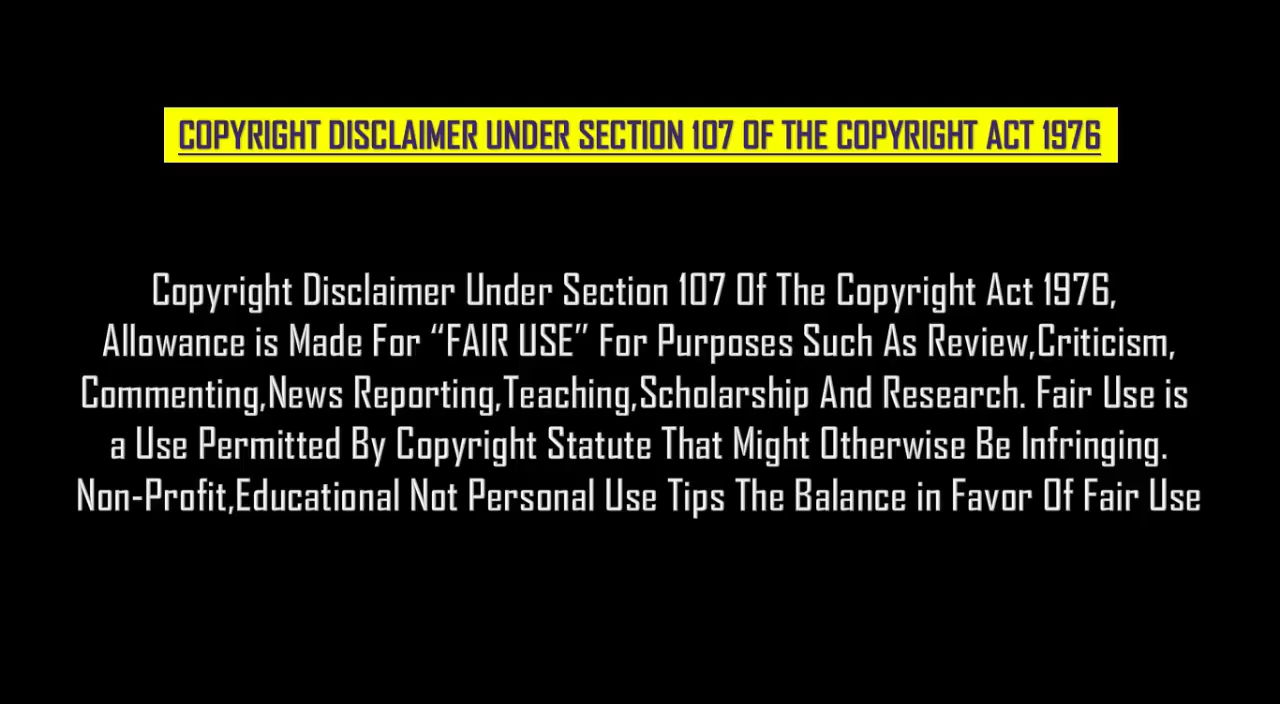 COPYRIGHT DISCLAIMER UNDER SECTION 107 OF THE COPYRIGHT ACT 1976
Copyright Disclaimer Under Section 107 Of The Copyright Act 1976,
Allowance is Made For “FAIR USE” For Purposes Such As Review,Criticism,
Commenting,News Reporting,Teaching,Scholarship And Research. Fair Use is
a Use Permitted By Copyright Statute That Might Otherwise Be Infringing.
Non-Profit,Educational Not Personal Use Tips The Balance in Favor Of Fair Use